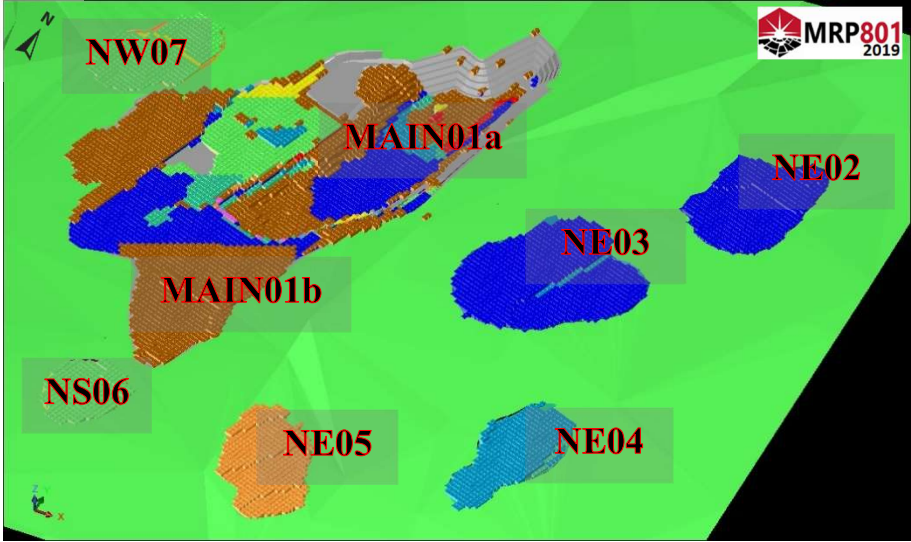 N
MRP801
2019
NW07
MAIN01a
NE02
NE03
MAIN01b
NS06
NE05
NE04
Z
Y
X